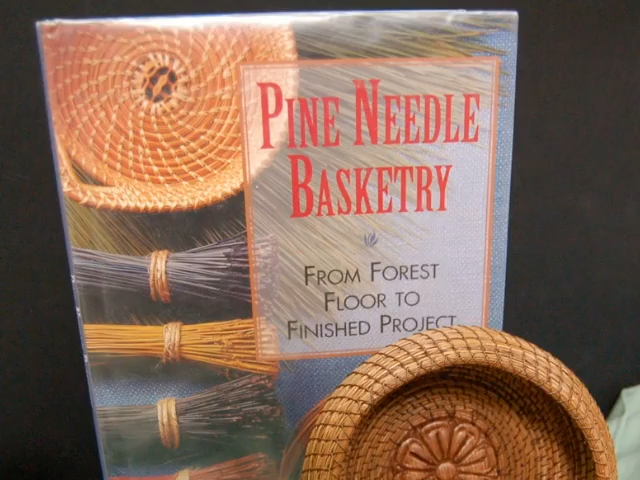 PINE NEEDLE
BASKETRY
FROM FOREST
FLOOR TO
FINISHED PROJECT